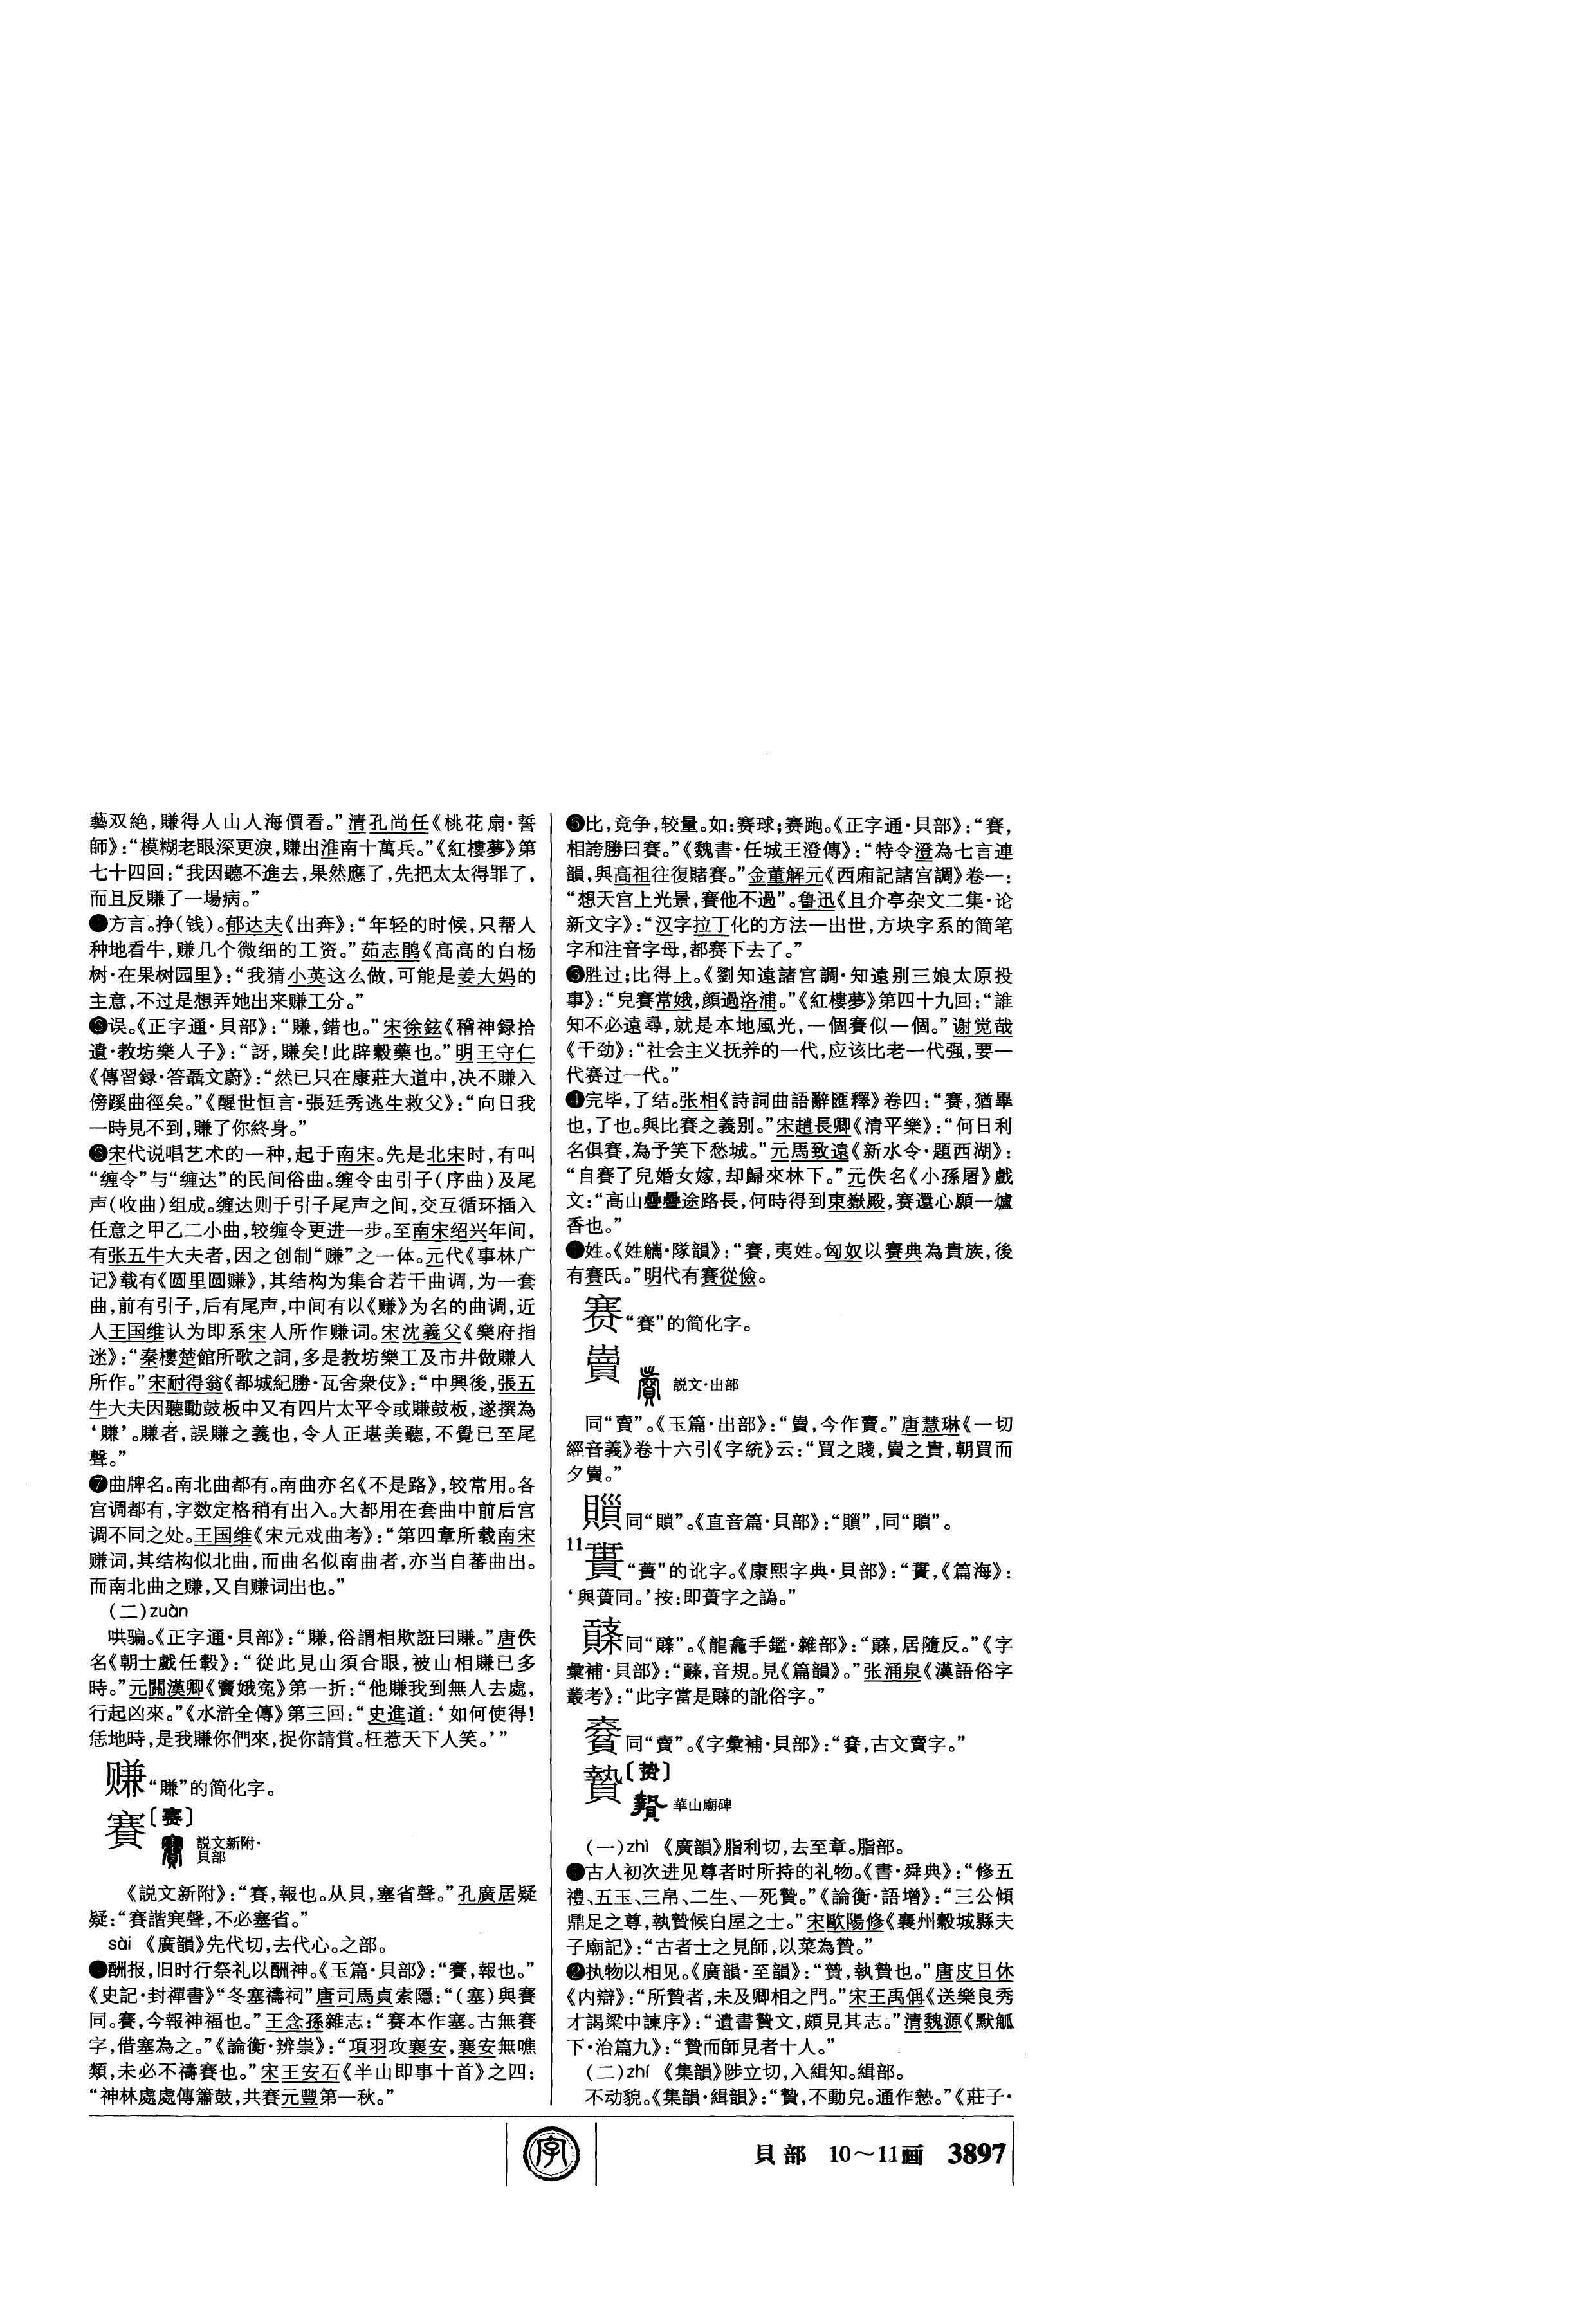 藝双絶，賺得人山人海價看。”清孔尚任《桃花扇·誓
師》：“模糊老眼深更淚，賺出淮南十萬兵。”《紅樓夢》第
七十四回：“我因聽不進去，果然應了，先把太太得罪了，
而且反賺了一場病。”
●方言。挣(钱)。郁达夫《出奔》：“年轻的时候，只帮人
种地看牛，赚几个微细的工资。”茹志鹃《高高的白杨
树·在果树园里》：“我猜小英这么做，可能是姜大妈的
主意，不过是想弄她出来赚工分。”
❺误。《正字通·貝部》：“賺，錯也。”宋徐鉉《稽神録拾
遺·教坊樂人子》：“訝，賺矣！此辟穀藥也。”明王守仁
《傳習録·答聶文蔚》：“然已只在康莊大道中，决不賺入
傍蹊曲徑矣。”《醒世恒言·張廷秀逃生救父》：“向日我
一時見不到，賺了你終身。”
❻宋代说唱艺术的一种，起于南宋。先是北宋时，有叫
“缠令”与“缠达”的民间俗曲。缠令由引子(序曲)及尾
声(收曲)组成。缠达则于引子尾声之间，交互循环插入
任意之甲乙二小曲，较缠令更进一步。至南宋绍兴年间，
有张五牛大夫者，因之创制“赚”之一体。元代《事林广
记》载有《圆里圆赚》，其结构为集合若干曲调，为一套
曲，前有引子，后有尾声，中间有以《赚》为名的曲调，近
人王国维认为即系宋人所作赚词。宋沈義父《樂府指
迷》：“秦樓楚館所歌之詞，多是教坊樂工及市井做賺人
所作。”宋耐得翁《都城紀勝·瓦舍衆伎》：“中興後，張五
牛大夫因聽動鼓板中又有四片太平令或賺鼓板，遂撰為
‘賺’。賺者，誤賺之義也，令人正堪美聽，不覺已至尾
聲。”
❼曲牌名。南北曲都有。南曲亦名《不是路》，较常用。各
宫调都有，字数定格稍有出入。大都用在套曲中前后宫
调不同之处。王国维《宋元戏曲考》：“第四章所载南宋
赚词，其结构似北曲，而曲名似南曲者，亦当自蕃曲出。
而南北曲之赚，又自赚词出也。”
(二)zuàn
哄骗。《正字通·貝部》：“賺，俗謂相欺誑曰賺。”唐佚
名《朝士戲任轂》：“從此見山須合眼，被山相賺已多
時。”元關漢卿《竇娥冤》第一折：“他賺我到無人去處，
行起凶來。”《水滸全傳》第三回：“史進道：‘如何使得！
恁地時，是我賺你們來，捉你請賞。枉惹天下人笑。’”
赚“賺”的简化字。
賽〔赛〕
説文新附·
貝部
《説文新附》：“賽，報也。从貝，塞省聲。”孔廣居疑
疑：“賽諧寒聲，不必塞省。”
sài 《廣韻》先代切，去代心。之部。
●酬报，旧时行祭礼以酬神。《玉篇·貝部》：“賽，報也。”
《史記·封禪書》“冬塞禱祠”唐司馬貞索隱：“(塞)與賽
同。賽，今報神福也。”王念孫雜志：“賽本作塞。古無賽
字，借塞為之。”《論衡·辨祟》：“項羽攻襄安，襄安無噍
類，未必不禱賽也。”宋王安石《半山即事十首》之四：
“神林處處傳簫鼓，共賽元豐第一秋。”
❺比，竞争，较量。如：赛球；赛跑。《正字通·貝部》：“賽，
相誇勝曰賽。”《魏書·任城王澄傳》：“特令澄為七言連
韻，與高祖往復賭賽。”金董解元《西廂記諸宫調》卷一：
“想天宫上光景，賽他不過”。鲁迅《且介亭杂文二集·论
新文字》：“汉字拉丁化的方法一出世，方块字系的简笔
字和注音字母，都赛下去了。”
❸胜过；比得上。《劉知遠諸宫調·知遠别三娘太原投
事》：“皃賽常娥，顔過洛浦。”《紅樓夢》第四十九回：“誰
知不必遠尋，就是本地風光，一個賽似一個。”谢觉哉
《干劲》：“社会主义抚养的一代，应该比老一代强，要一
代赛过一代。”
❹完毕，了结。张相《詩詞曲語辭匯釋》卷四：“賽，猶畢
也，了也。與比賽之義别。”宋趙長卿《清平樂》：“何日利
名俱賽，為予笑下愁城。”元馬致遠《新水令·題西湖》：
“自賽了兒婚女嫁，却歸來林下。”元佚名《小孫屠》戲
文：“高山疊疊途路長，何時得到東嶽殿，賽還心願一爐
香也。”
●姓。《姓觿·隊韻》：“賽，夷姓。匈奴以賽典為貴族，後
有賽氏。”明代有賽從儉。
赛“賽”的简化字。
𧷓
説文·出部
同“賣”。《玉篇·出部》：“𧷓，今作賣。”唐慧琳《一切
經音義》卷十六引《字統》云：“買之賤，𧷓之貴，朝買而
夕𧷓。”
同“賵”。《直音篇·貝部》：“
11
“蕢”的讹字。《康熙字典·貝部》：“
‘與蕢同。’按：即蕢字之譌。”
《龍龕手鑑·雜部》：“
居隨反。”《字
彙補·貝部》：“
音規。見《篇韻》。”张涌泉《漢語俗字
叢考》：“此字當是
的訛俗字。”
同“賣”。《字彙補·貝部》：“
古文賣字。”
贄〔贽〕
華山廟碑
(一)zhì 《廣韻》脂利切，去至章。脂部。
●古人初次进见尊者时所持的礼物。《書·舜典》：“修五
禮、五玉、三帛、二生、一死贄。”《論衡·語增》：“三公傾
鼎足之尊，執贄候白屋之士。”宋歐陽修《襄州穀城縣夫
子廟記》：“古者士之見師，以菜為贄。”
❷执物以相见。《廣韻·至韻》：“贄，執贄也。”唐皮日休
《内辯》：“所贄者，未及卿相之門。”宋王禹偁《送樂良秀
才謁梁中諫序》：“遺書贄文，頗見其志。”清魏源《默觚
下·治篇九》：“贄而師見者十人。”
(二)zhí 《集韻》陟立切，入緝知。緝部。
不动貌。《集韻·緝韻》：“贄，不動皃。通作慹。”《莊子·
字
貝部 10～11画 3897